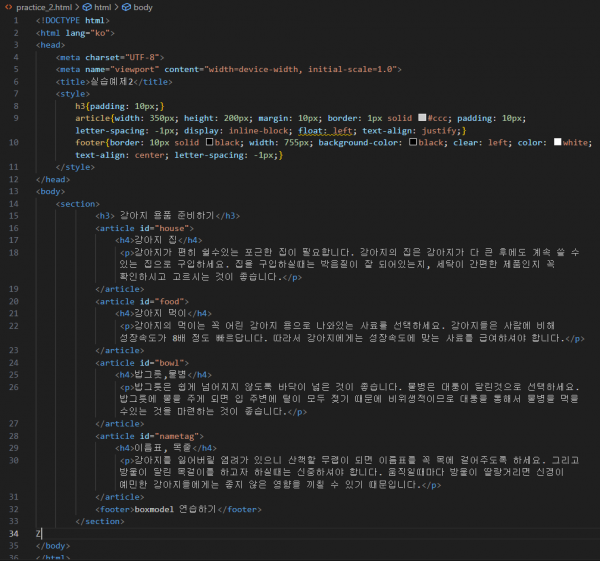 practice_2.html > html > body
1 <!DOCTYPE html>
2 <html lang="ko">
3 <head>
4 <meta charset="UTF-8">
5 <meta name="viewport" content="width=device-width, initial-scale=1.0">
6 <title>실습예제2</title>
7 <style>
8 h3{padding: 10px;}
9 article{width: 350px; height: 200px; margin: 10px; border: 1px solid #ccc; padding: 10px;
letter-spacing: -1px; display: inline-block; float: left; text-align: justify;}
10 footer{border: 10px solid black; width: 755px; background-color: black; clear: left; color: white;
text-align: center; letter-spacing: -1px;}
11 </style>
12 </head>
13 <body>
14 <section>
15 <h3> 강아지 용품 준비하기</h3>
16 <article id="house">
17 <h4>강아지 집</h4>
18 <p>강아지가 편히 쉴수있는 포근한 집이 필요합니다. 강아지의 집은 강아지가 다 큰 후에도 계속 쓸 수
있는 집으로 구입하세요. 집을 구입하실때는 박음질이 잘 되어있는지, 세탁이 간편한 제품인지 꼭
확인하시고 고르시는 것이 좋습니다.</p>
19 </article>
20 <article id="food">
21 <h4>강아지 먹이</h4>
22 <p>강아지의 먹이는 꼭 어린 강아지 용으로 나와있는 사료를 선택하세요. 강아지들은 사람에 비해
성장속도가 8배 정도 빠르답니다. 따라서 강아지에게는 성장속도에 맞는 사료를 급여하셔야 합니다.</p>
23 </article>
24 <article id="bowl">
25 <h4>밥그릇,물병</h4>
26 <p>밥그릇은 쉽게 넘어지지 않도록 바닥이 넓은 것이 좋습니다. 물병은 대롱이 달린것으로 선택하세요.
밥그릇에 물을 주게 되면 입 주변에 털이 모두 젖기 때문에 비위생적이므로 대롱을 통해서 물병을 먹을
수있는 것을 마련하는 것이 좋습니다.</p>
27 </article>
28 <article id="nametag">
29 <h4>이름표, 목줄</h4>
30 <p>강아지를 잃어버릴 염려가 있으니 산책할 무렵이 되면 이름표를 꼭 목에 걸어주도록 하세요. 그리고
방울이 달린 목걸이를 하고자 하실때는 신중하셔야 합니다. 움직일때마다 방울이 딸랑거리면 신경이
예민한 강아지들에게는 좋지 않은 영향을 끼칠 수 있기 때문입니다.</p>
31 </article>
32 <footer>boxmodel 연습하기</footer>
33 </section>
34 Z
35 </body>
36 </html>